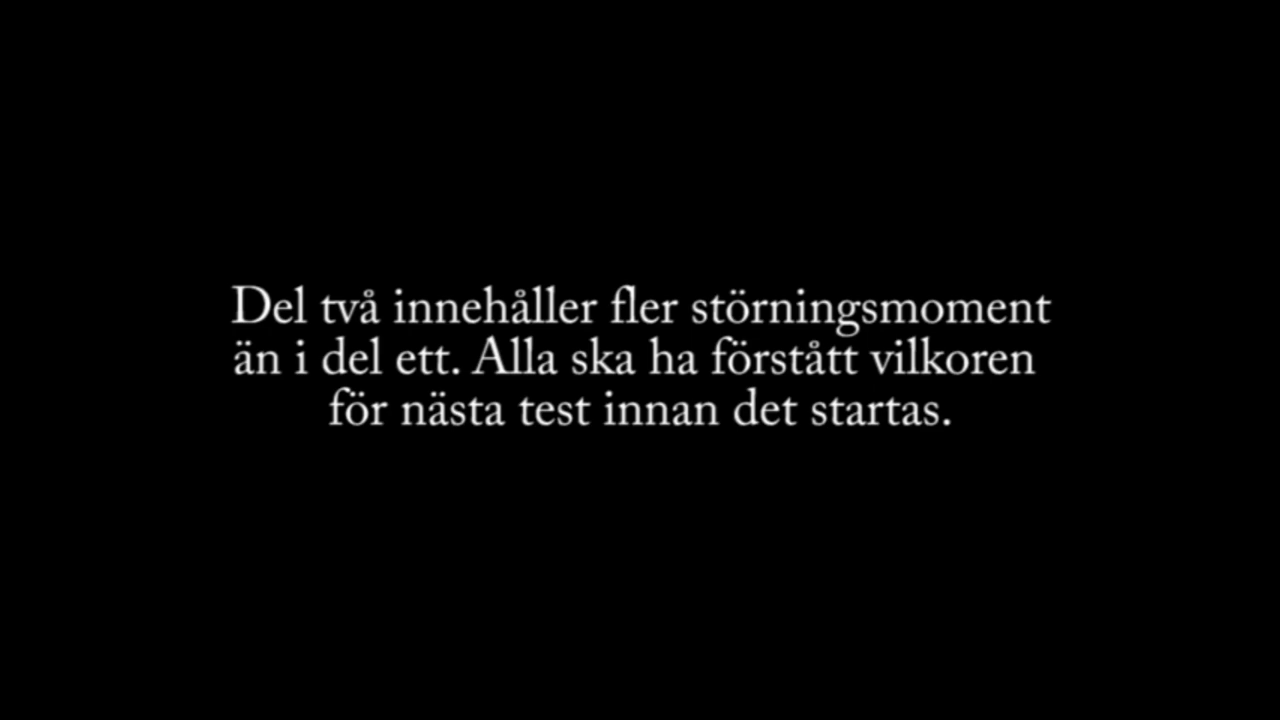 Del två innehåller fler störningsmoment
än i del ett. Alla ska ha förstått vilkoren
för nästa test innan det startas.